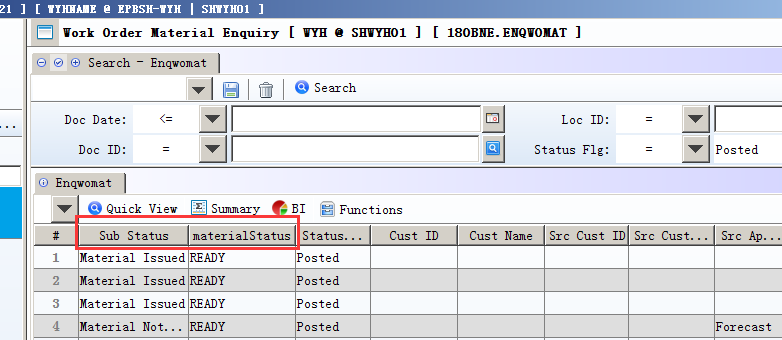 21 ] [ WYHNAME @ EPBSH-WYH | SHWYH01 ]
Work Order Material Enquiry [ WYH @ SHWYH01 ] [ 180BNE.ENQWOMAT ]
Search - Enqwomat
Search
Doc Date: <= Loc ID: =
Doc ID: = Status Flg: = Posted
Enqwomat
Quick View Summary BI Functions
# Sub Status materialStatus Status... Cust ID Cust Name Src Cust ID Src Cust... Src Ap...
1 Material Issued READY Posted
2 Material Issued READY Posted
3 Material Issued READY Posted
4 Material Not... READY Posted Forecast